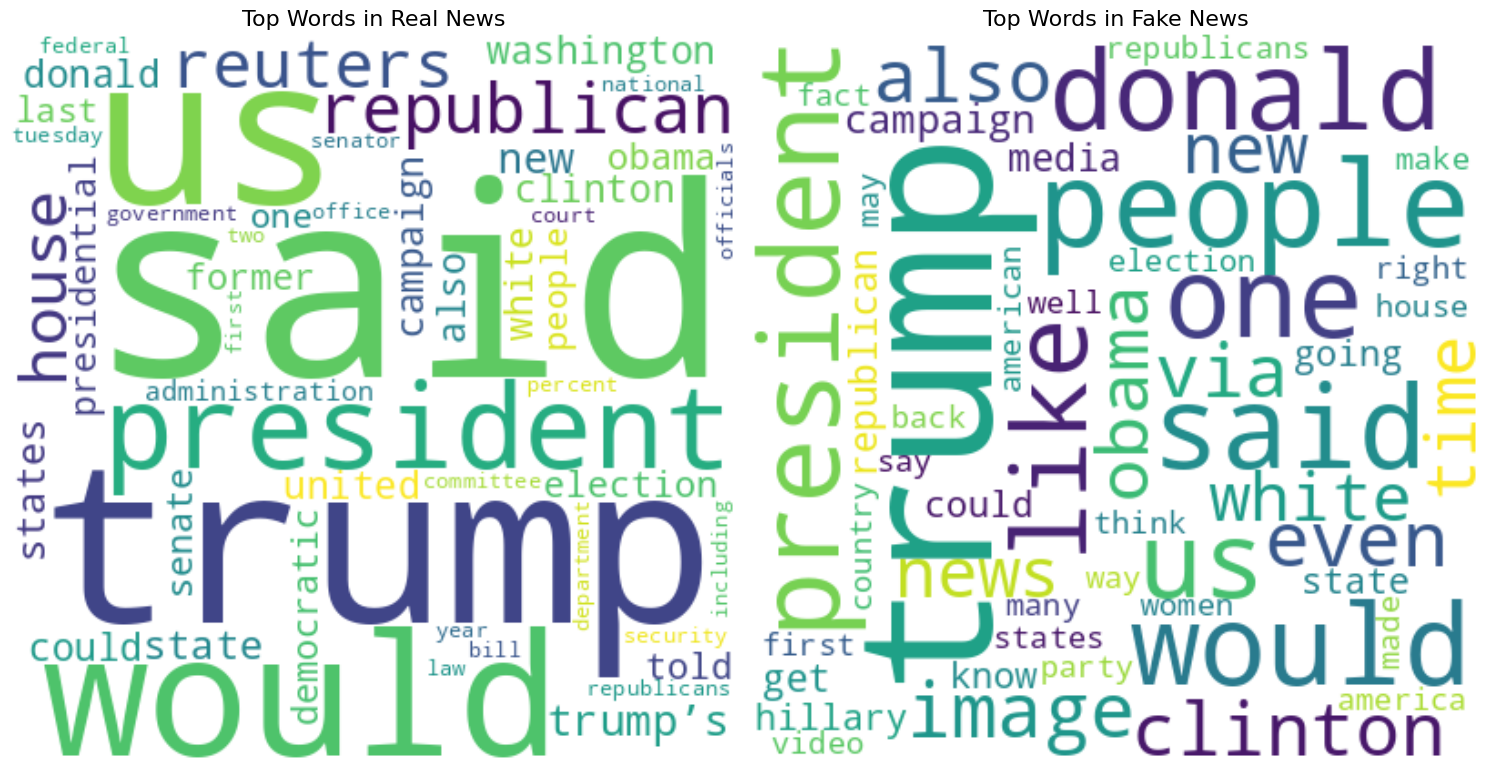 Top Words in Real News
federal
reuters
washington
donald
us
republican
national
last
tuesday
senator
new
obama
officials
house
presidential
government
one
office
campaign
clinton
court
said
two
former
first
also
white
people
administration
percent
president
states
trump
senate
united
committee
election
democratic
department
including
could
state
would
year
bill
law
security
told
republicans
trump’s
Top Words in Fake News
president
republicans
fact
also
donald
campaign
media
new
make
may
trump
people
republican
american
election
right
well
one
house
like
obama
via
going
time
back
said
say
could
white
country
think
news
way
us
even
state
many
women
states
would
made
first
get
know
party
america
hillary
image
clinton
video